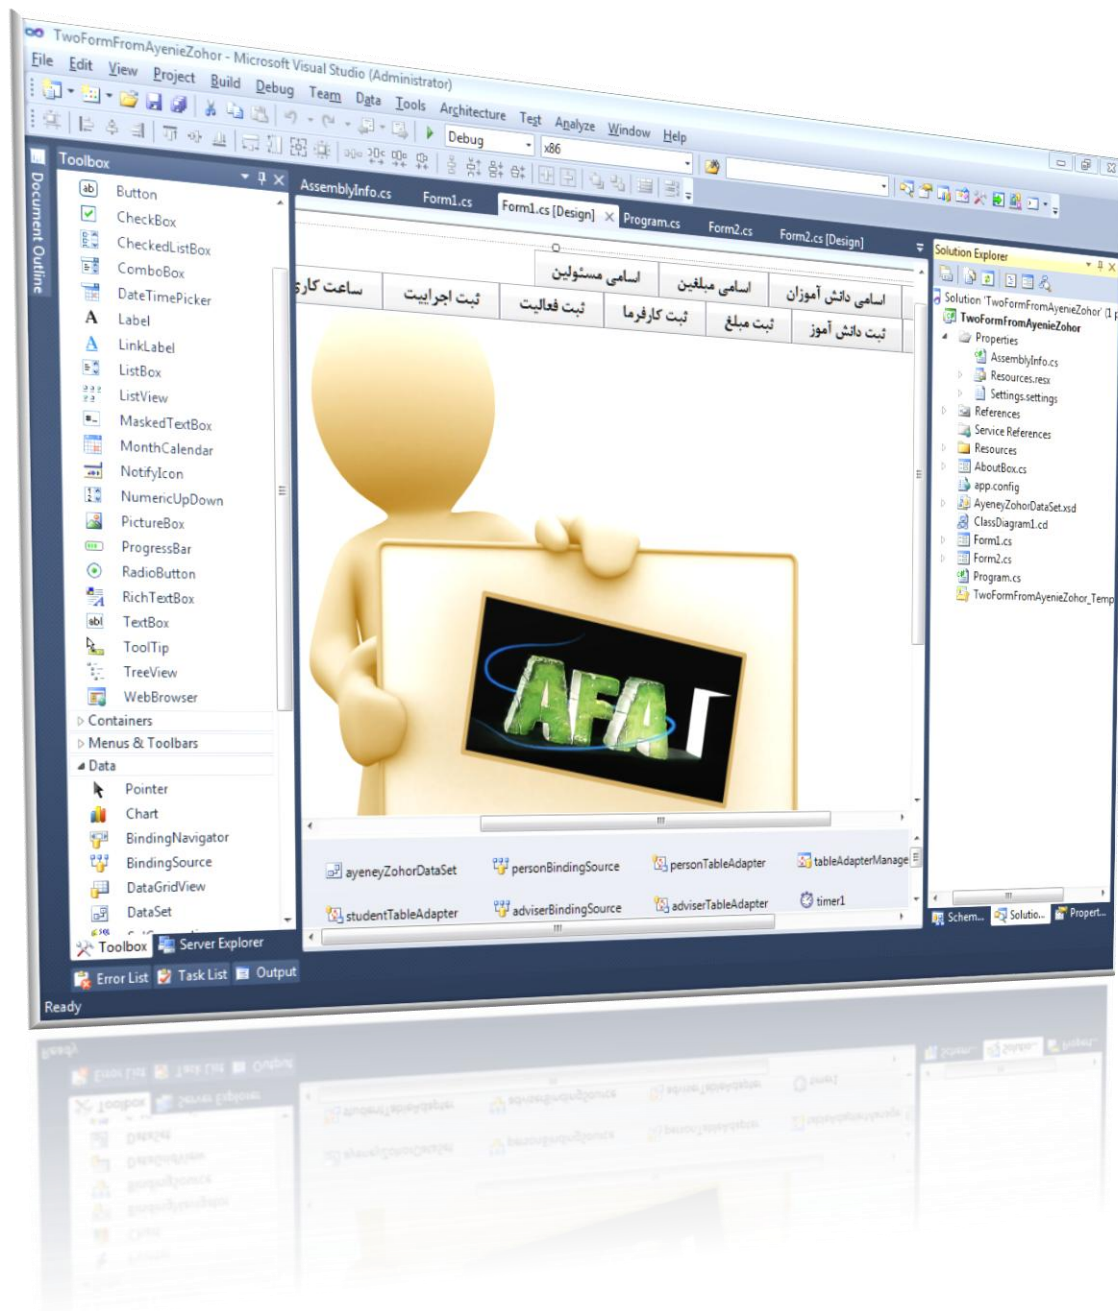 TwoFormFromAyenieZohor - Microsoft Visual Studio (Administrator)
File Edit View Project Build Debug Team Data Tools Architecture Test Analyze Window Help
Debug x86
Document Outline
Toolbox
Button
CheckBox
CheckedListBox
ComboBox
DateTimePicker
Label
LinkLabel
ListBox
ListView
MaskedTextBox
MonthCalendar
NotifyIcon
NumericUpDown
PictureBox
ProgressBar
RadioButton
RichTextBox
TextBox
ToolTip
TreeView
WebBrowser
Containers
Menus & Toolbars
Data
Pointer
Chart
BindingNavigator
BindingSource
DataGridView
DataSet
Toolbox Server Explorer
Error List Task List Output
Ready
AssemblyInfo.cs Form1.cs Form1.cs [Design] Program.cs Form2.cs Form2.cs [Design]
اسامی دانش آموزان اسامی مبلغین اسامی مسئولین
ثبت دانش آموز ثبت مبلغ ثبت کارفرما ثبت فعالیت ثبت اجراییت ساعت کاری
AFA
ayeneyZohorDataSet personBindingSource personTableAdapter tableAdapterManage
studentTableAdapter adviserBindingSource adviserTableAdapter timer1
Solution Explorer
Solution 'TwoFormFromAyenieZohor' (1 p
TwoFormFromAyenieZohor
Properties
AssemblyInfo.cs
Resources.resx
Settings.settings
References
Service References
Resources
AboutBox.cs
app.config
AyeneyZohorDataSet.xsd
ClassDiagram1.cd
Form1.cs
Form2.cs
Program.cs
TwoFormFromAyenieZohor_Temp
Schem... Solutio... Propert...